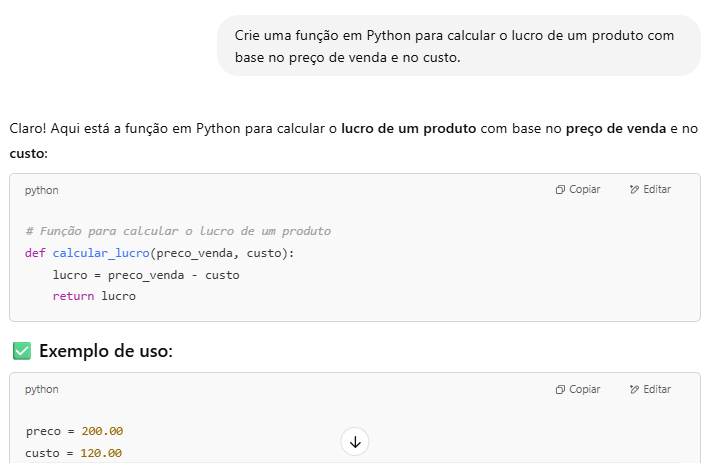 Crie uma função em Python para calcular o lucro de um produto com
base no preço de venda e no custo.
Claro! Aqui está a função em Python para calcular o lucro de um produto com base no preço de venda e no
custo:
python Copiar Editar
# Função para calcular o lucro de um produto
def calcular_lucro(preco_venda, custo):
    lucro = preco_venda - custo
    return lucro
✅ Exemplo de uso:
python Copiar Editar
preco = 200.00
custo = 120.00